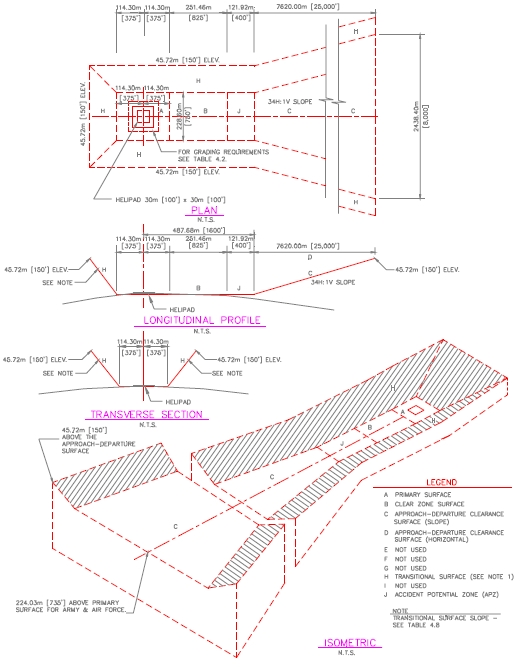 114.30m 114.30m 251.46m 121.92m 7620.00m [25,000']
[375'] [375'] [825'] [400']
H
45.72m [150'] ELEV.
H
114.30m 114.30m
[375'] [375']
34H:1V SLOPE
45.72m [150'] ELEV.
H A B J C C
228.60m
[750']
2438.40m
[8,000']
FOR GRADING REQUIREMENTS
SEE TABLE 4.2.
H
45.72m [150'] ELEV.
H
HELIPAD 30m [100'] x 30m [100']
PLAN
N.T.S.
487.68m [1600']
114.30m 114.30m 251.46m 121.92m 7620.00m [25,000']
[375'] [375'] [825'] [400']
D
45.72m [150'] ELEV.
H
C
45.72m [150'] ELEV.
SEE NOTE
B J
34H:1V SLOPE
HELIPAD
LONGITUDINAL PROFILE
N.T.S.
114.30m 114.30m
[375'] [375']
45.72m [150'] ELEV.
H H
45.72m [150'] ELEV.
SEE NOTE
SEE NOTE
HELIPAD
TRANSVERSE SECTION
N.T.S.
45.72m [150']
ABOVE THE
APPROACH-DEPARTURE
SURFACE
H
A
H
B
J
C
C
224.03m [735'] ABOVE PRIMARY
SURFACE FOR ARMY & AIR FORCE.
LEGEND
A PRIMARY SURFACE
B CLEAR ZONE SURFACE
C APPROACH-DEPARTURE CLEARANCE
SURFACE (SLOPE)
D APPROACH-DEPARTURE CLEARANCE
SURFACE (HORIZONTAL)
E NOT USED
F NOT USED
G NOT USED
H TRANSITIONAL SURFACE (SEE NOTE 1)
I NOT USED
J ACCIDENT POTENTIAL ZONE (APZ)
NOTE
TRANSITIONAL SURFACE SLOPE -
SEE TABLE 4.8
ISOMETRIC
N.T.S.